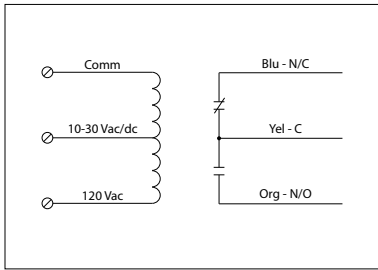 Comm
Blu - N/C
10-30 Vac/dc
Yel - C
120 Vac
Org - N/O